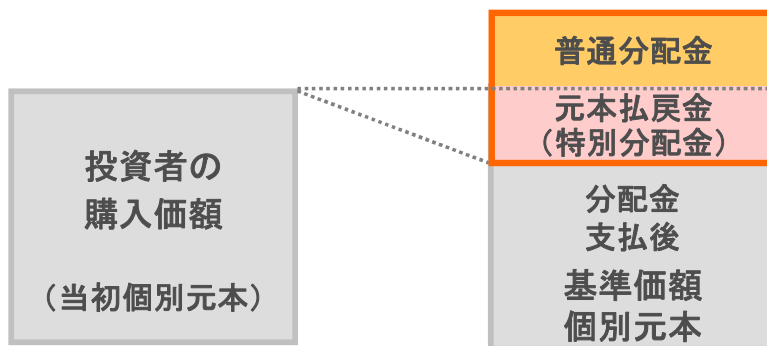 投資者の
購入価額
（当初個別元本）
普通分配金
元本払戻金
（特別分配金）
分配金
支払後
基準価額
個別元本